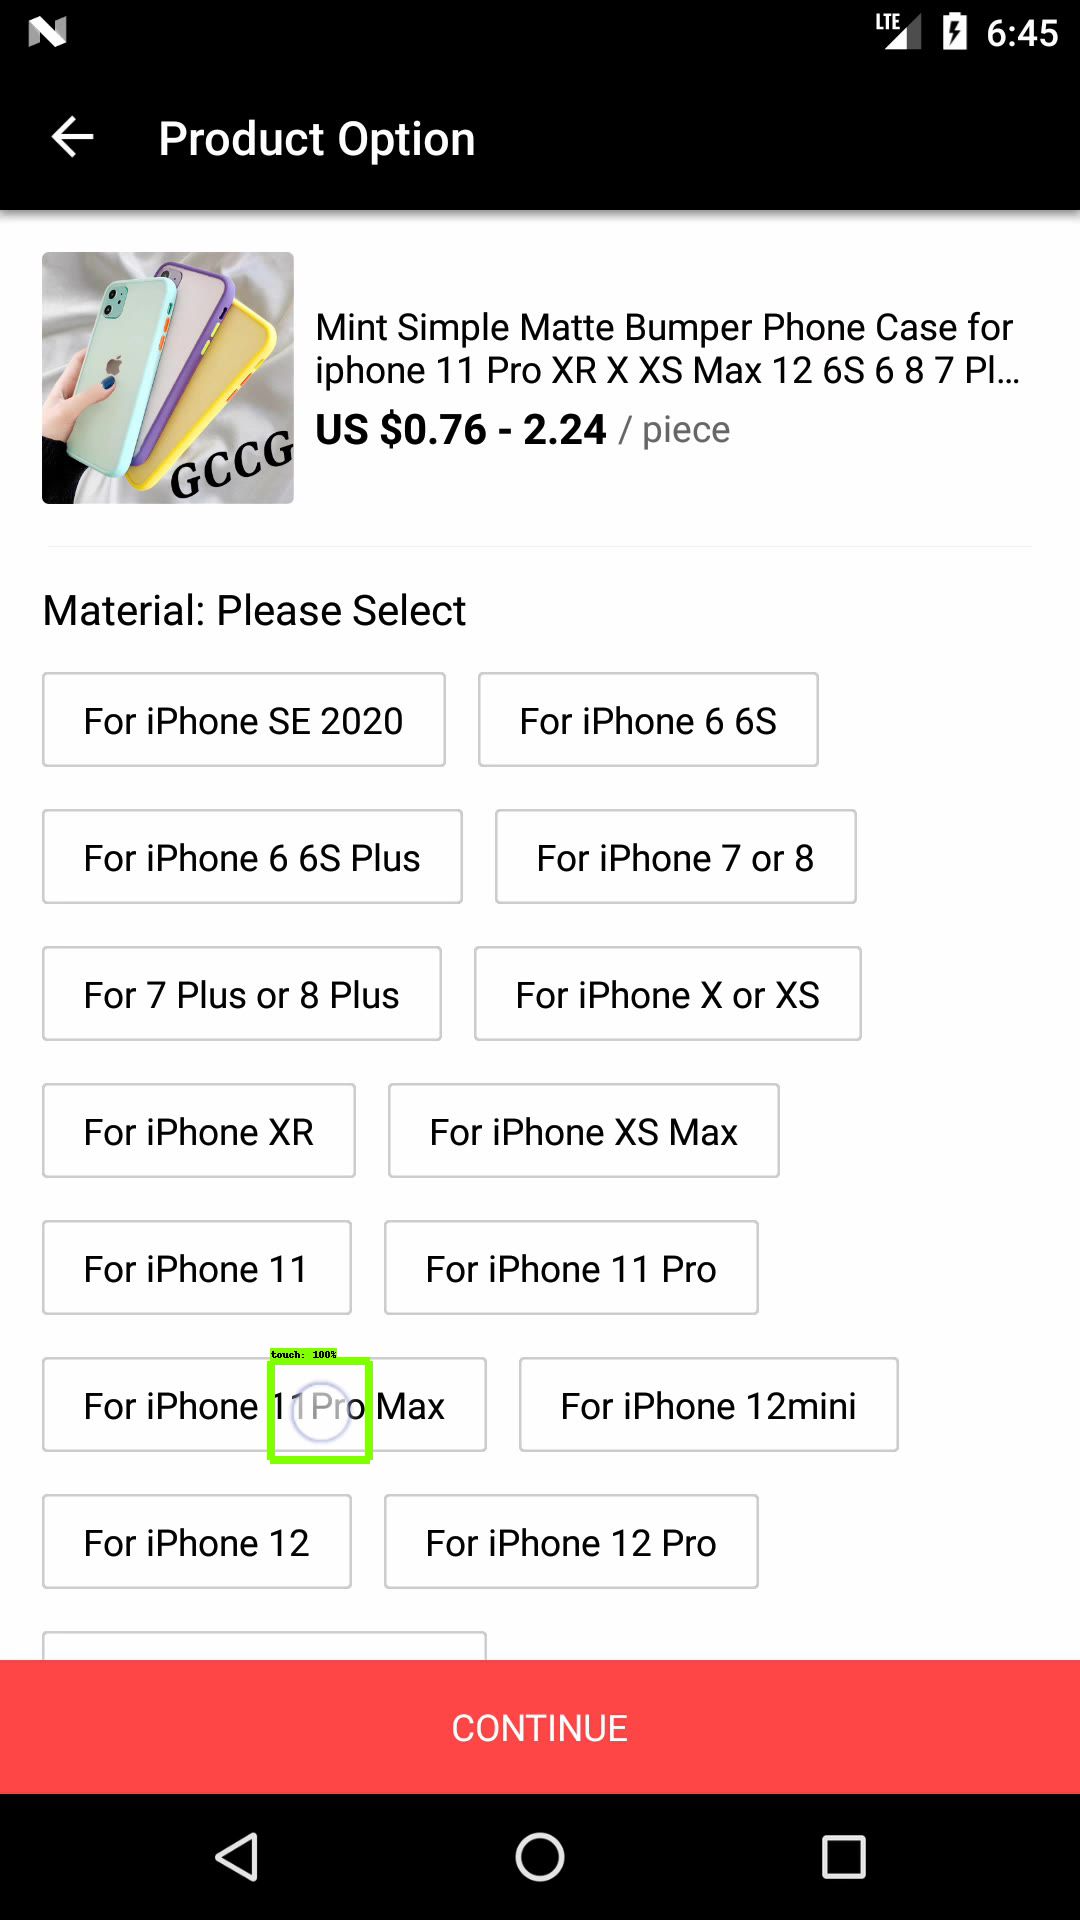 LTE 6:45
Product Option
GCCG
Mint Simple Matte Bumper Phone Case for
iphone 11 Pro XR X XS Max 12 6S 6 8 7 Pl...
US $0.76 - 2.24 / piece
Material: Please Select
For iPhone SE 2020
For iPhone 6 6S
For iPhone 6 6S Plus
For iPhone 7 or 8
For 7 Plus or 8 Plus
For iPhone X or XS
For iPhone XR
For iPhone XS Max
For iPhone 11
For iPhone 11 Pro
touch: 100%
For iPhone 11Pro Max
For iPhone 12mini
For iPhone 12
For iPhone 12 Pro
CONTINUE